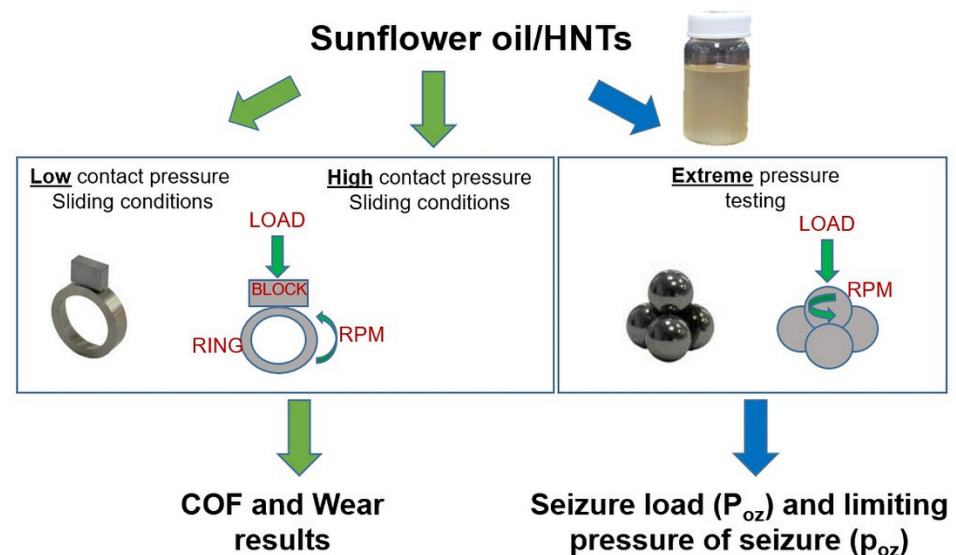 Sunflower oil/HNTs
Low contact pressure
Sliding conditions
High contact pressure
Sliding conditions
LOAD
BLOCK
RING
RPM
Extreme pressure
testing
LOAD
RPM
COF and Wear
results
Seizure load (Poz) and limiting
pressure of seizure (poz)